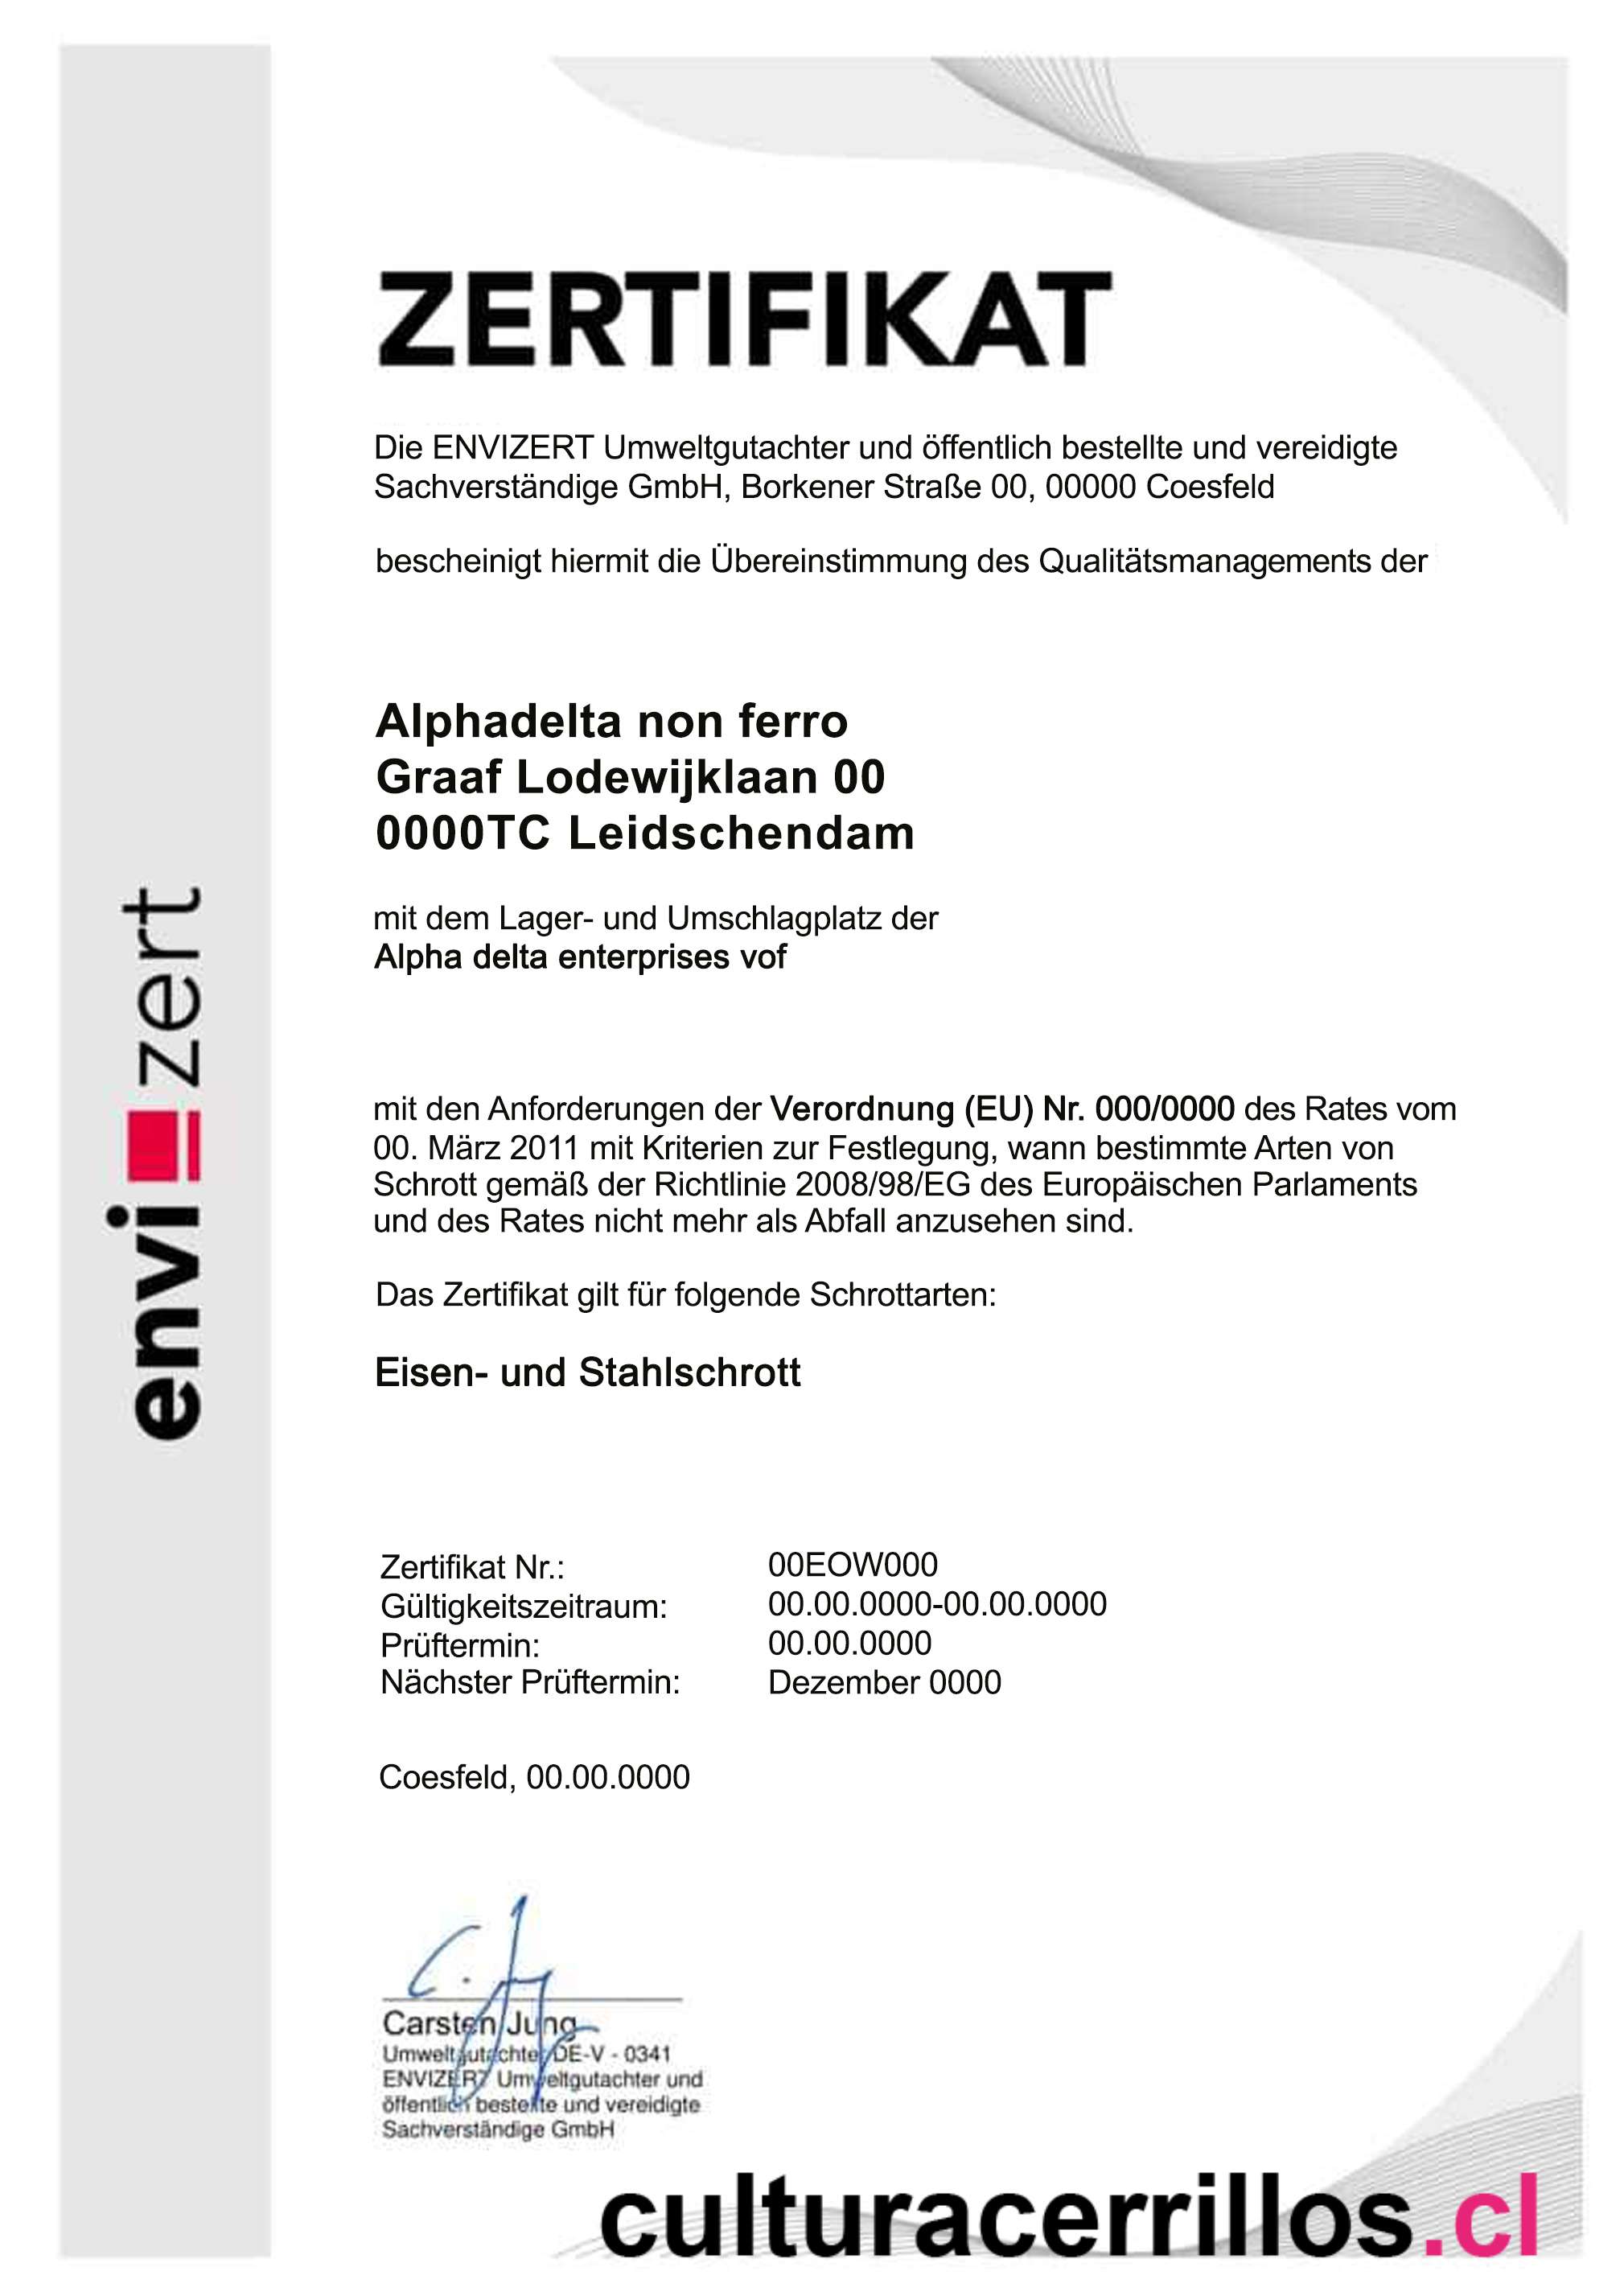 ZERTIFIKAT
Die ENVIZERT Umweltgutachter und öffentlich bestellte und vereidigte
Sachverständige GmbH, Borkener Straße 00, 00000 Coesfeld
bescheinigt hiermit die Übereinstimmung des Qualitätsmanagements der
Alphadelta non ferro
Graaf Lodewijklaan 00
0000TC Leidschendam
mit dem Lager- und Umschlagplatz der
Alpha delta enterprises vof
envizert
mit den Anforderungen der Verordnung (EU) Nr. 000/0000 des Rates vom
00. März 2011 mit Kriterien zur Festlegung, wann bestimmte Arten von
Schrott gemäß der Richtlinie 2008/98/EG des Europäischen Parlaments
und des Rates nicht mehr als Abfall anzusehen sind.
Das Zertifikat gilt für folgende Schrottarten:
Eisen- und Stahlschrott
Zertifikat Nr.: 00EOW000
Gültigkeitszeitraum: 00.00.0000-00.00.0000
Prüftermin: 00.00.0000
Nächster Prüftermin: Dezember 0000
Coesfeld, 00.00.0000
C. Jung
Carsten Jung
Umweltgutachter DE-V - 0341
ENVIZERT Umweltgutachter und
öffentlich bestellte und vereidigte
Sachverständige GmbH
culturacerrillos.cl